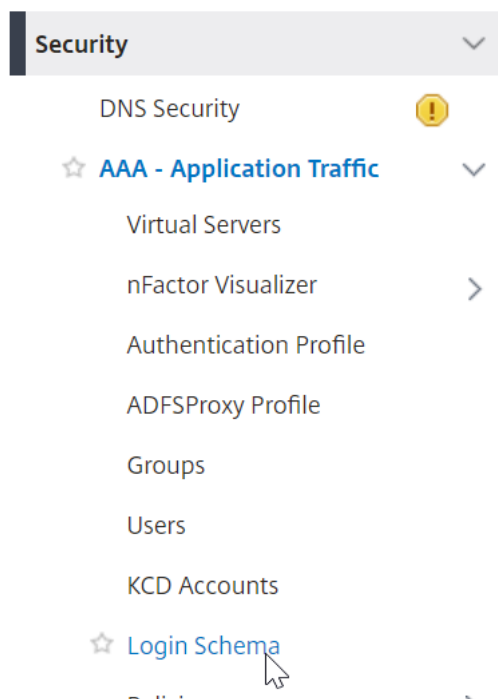 Security
DNS Security
AAA - Application Traffic
Virtual Servers
nFactor Visualizer
Authentication Profile
ADFSProxy Profile
Groups
Users
KCD Accounts
Login Schema